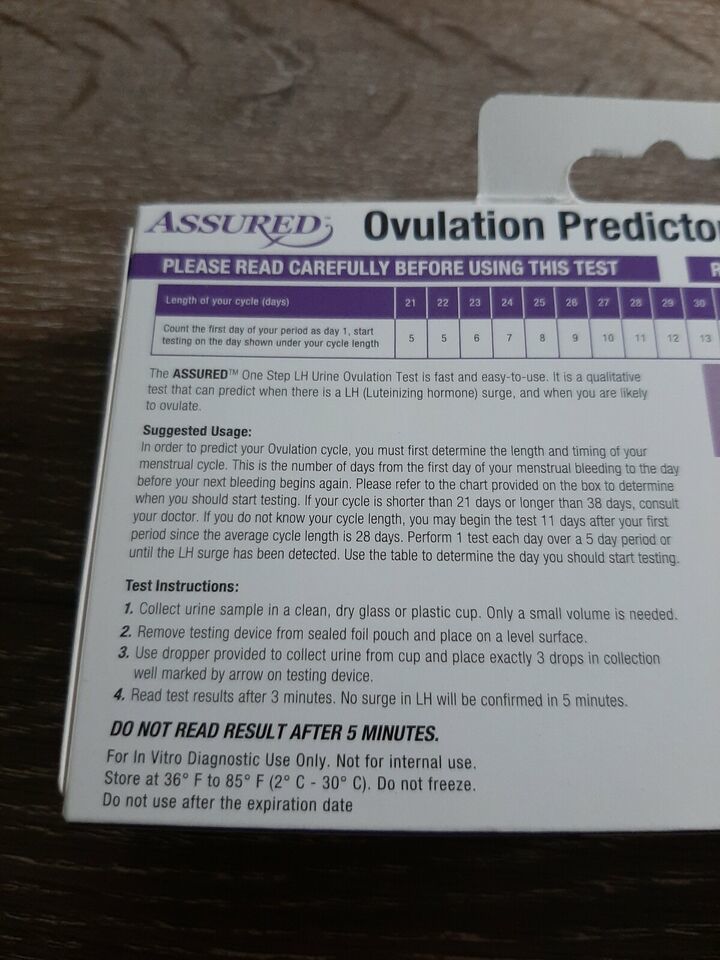 ASSURED Ovulation Predicto
PLEASE READ CAREFULLY BEFORE USING THIS TEST
Length of your cycle (days) 21 22 23 24 25 26 27 28 29 30
Count the first day of your period as day 1, start
testing on the day shown under your cycle length 5 5 6 7 8 9 10 11 12 13
The ASSURED™ One Step LH Urine Ovulation Test is fast and easy-to-use. It is a qualitative
test that can predict when there is a LH (Luteinizing hormone) surge, and when you are likely
to ovulate.
Suggested Usage:
In order to predict your Ovulation cycle, you must first determine the length and timing of your
menstrual cycle. This is the number of days from the first day of your menstrual bleeding to the day
before your next bleeding begins again. Please refer to the chart provided on the box to determine
when you should start testing. If your cycle is shorter than 21 days or longer than 38 days, consult
your doctor. If you do not know your cycle length, you may begin the test 11 days after your first
period since the average cycle length is 28 days. Perform 1 test each day over a 5 day period or
until the LH surge has been detected. Use the table to determine the day you should start testing.
Test Instructions:
1. Collect urine sample in a clean, dry glass or plastic cup. Only a small volume is needed.
2. Remove testing device from sealed foil pouch and place on a level surface.
3. Use dropper provided to collect urine from cup and place exactly 3 drops in collection
well marked by arrow on testing device.
4. Read test results after 3 minutes. No surge in LH will be confirmed in 5 minutes.
DO NOT READ RESULT AFTER 5 MINUTES.
For In Vitro Diagnostic Use Only. Not for internal use.
Store at 36° F to 85° F (2° C - 30° C). Do not freeze.
Do not use after the expiration date